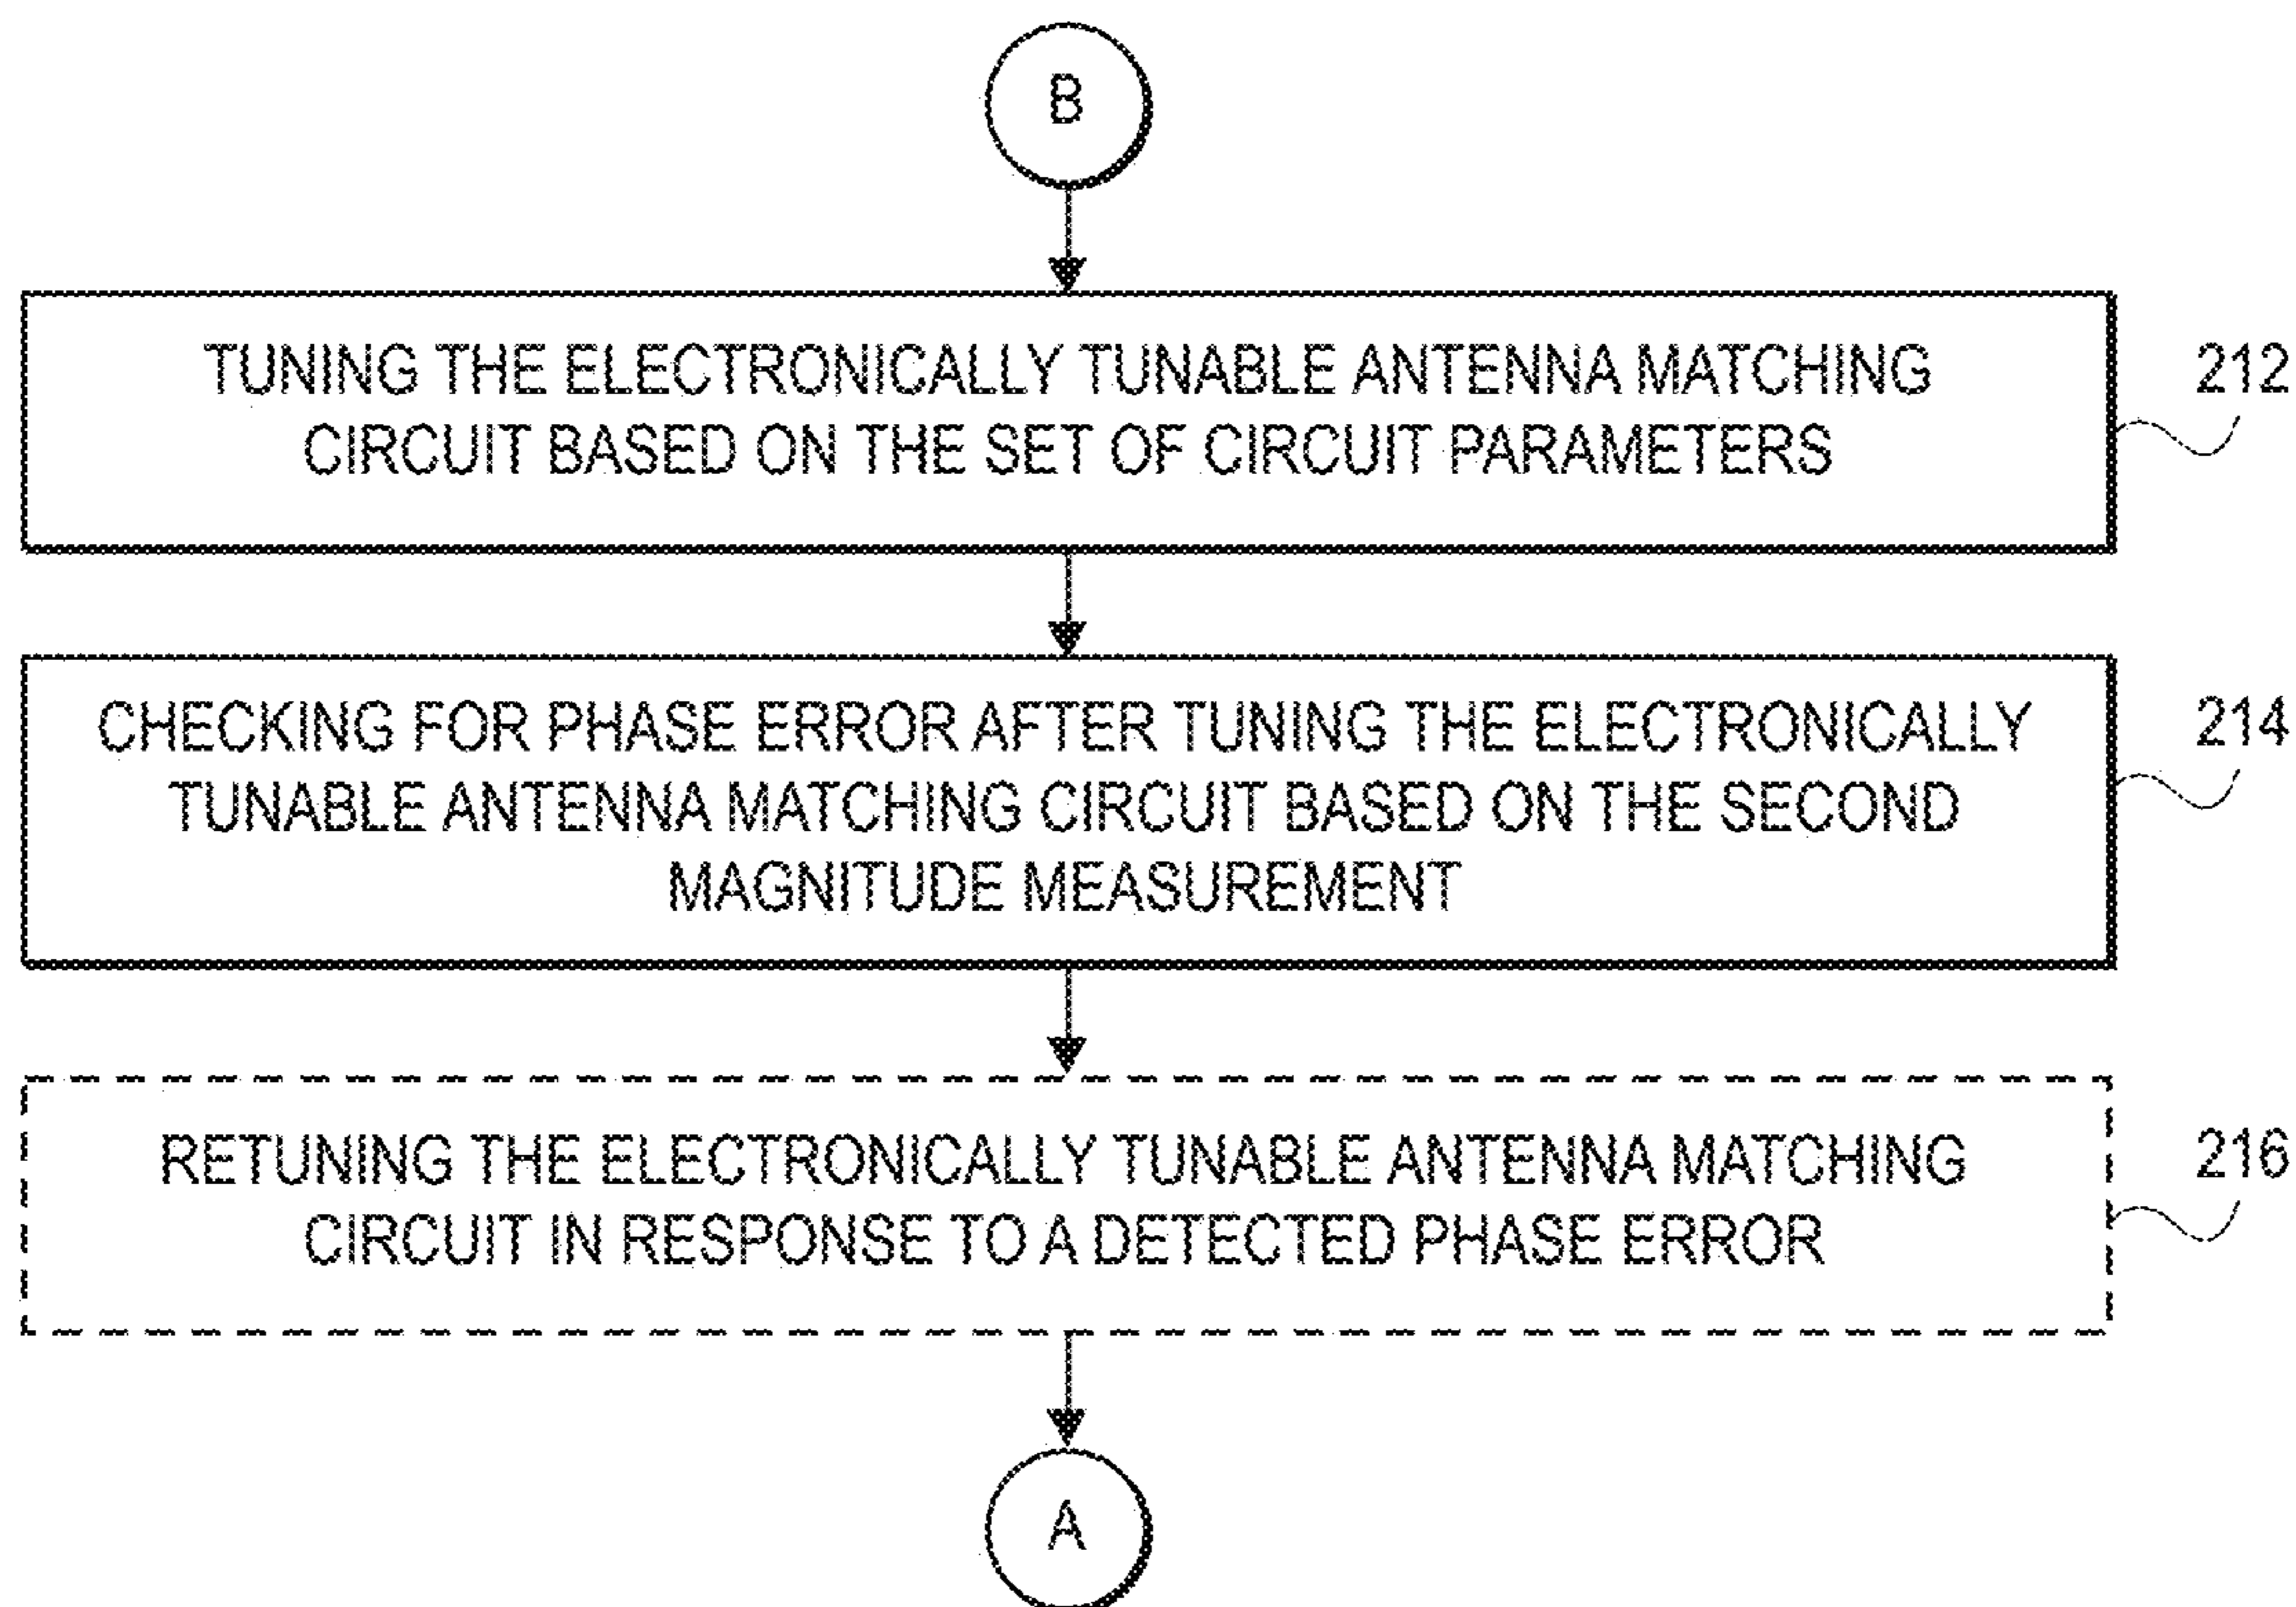 B
TUNING THE ELECTRONICALLY TUNABLE ANTENNA MATCHING
CIRCUIT BASED ON THE SET OF CIRCUIT PARAMETERS
212
CHECKING FOR PHASE ERROR AFTER TUNING THE ELECTRONICALLY
TUNABLE ANTENNA MATCHING CIRCUIT BASED ON THE SECOND
MAGNITUDE MEASUREMENT
214
RETUNING THE ELECTRONICALLY TUNABLE ANTENNA MATCHING
CIRCUIT IN RESPONSE TO A DETECTED PHASE ERROR
216
A